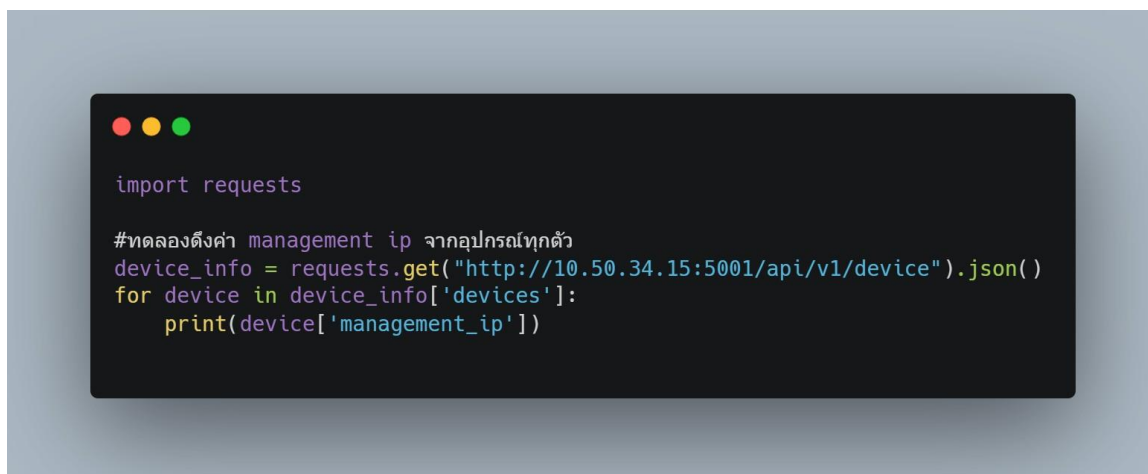 import requests
#ทดลองดึงค่า management ip จากอุปกรณ์ทุกตัว
device_info = requests.get("http://10.50.34.15:5001/api/v1/device").json()
for device in device_info['devices']:
    print(device['management_ip'])